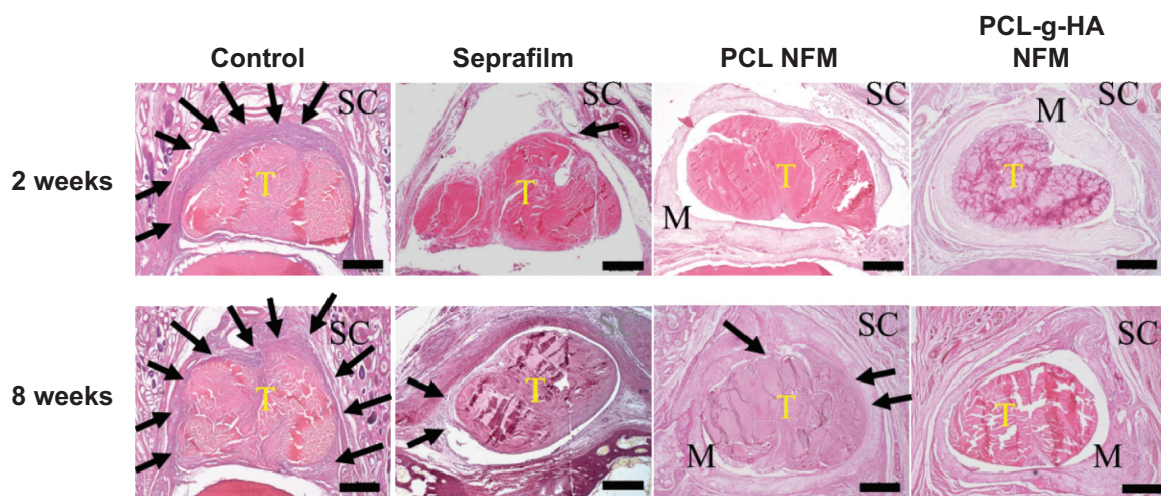 Control
Seprafilm
PCL NFM
PCL-g-HA
NFM
2 weeks
SC
T
SC
T
SC
T
M
SC
M
T
8 weeks
SC
T
SC
T
SC
T
M
SC
T
M